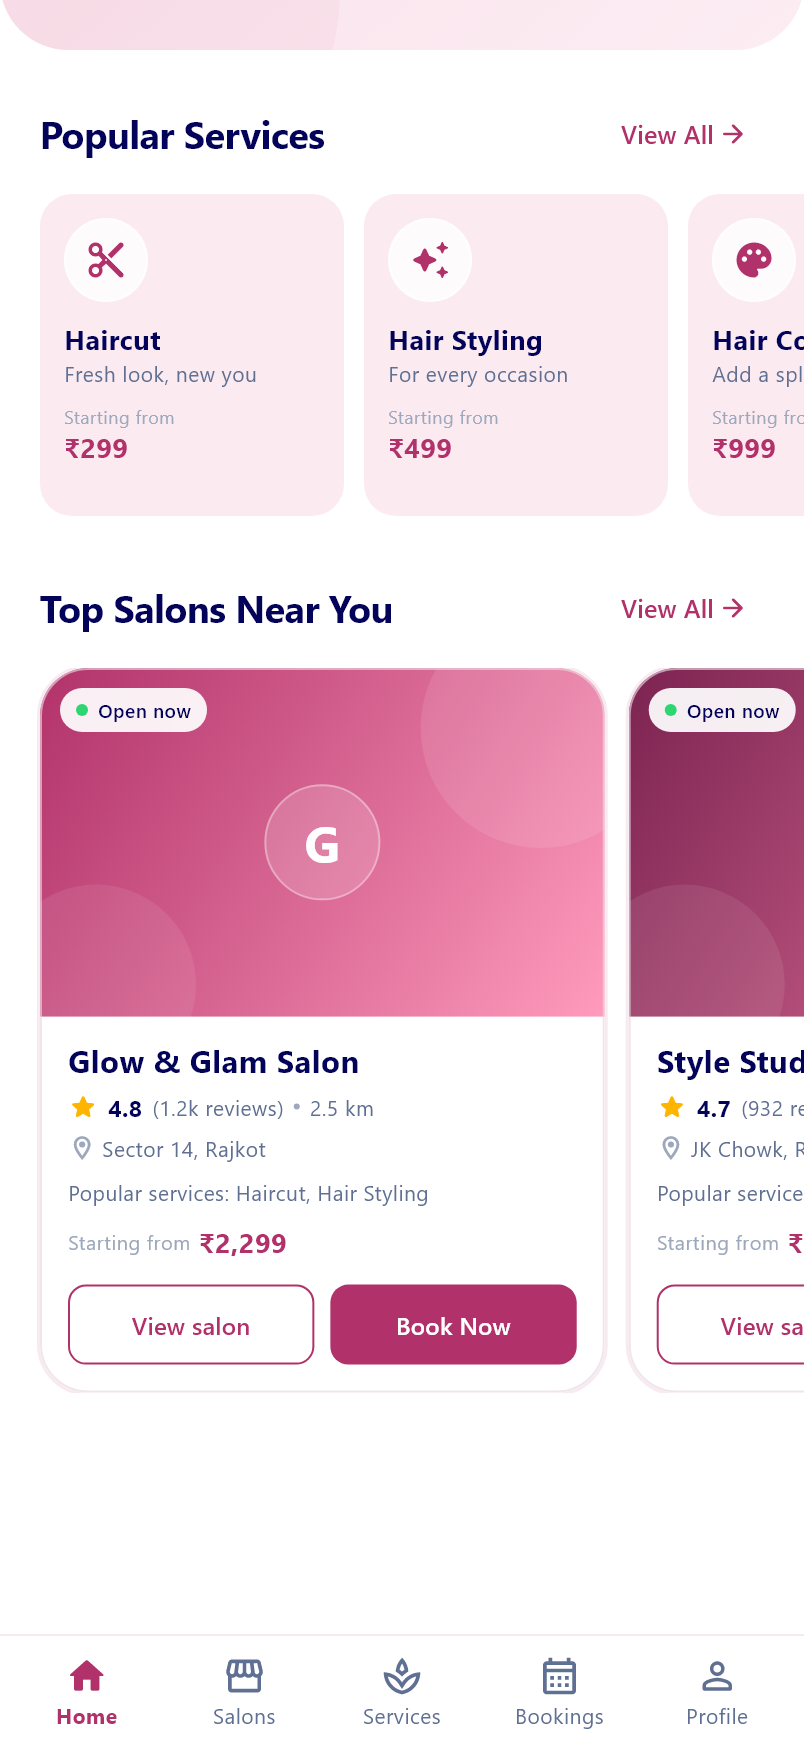 Popular Services
View All →
Haircut
Fresh look, new you
Starting from
₹299
Hair Styling
For every occasion
Starting from
₹499
Hair Co
Add a spl
Starting fro
₹999
Top Salons Near You
View All →
Open now
G
Glow & Glam Salon
4.8 (1.2k reviews) • 2.5 km
Sector 14, Rajkot
Popular services: Haircut, Hair Styling
Starting from ₹2,299
View salon
Book Now
Open now
Style Stud
4.7 (932 re
JK Chowk, R
Popular service
Starting from ₹
View sa
Home
Salons
Services
Bookings
Profile